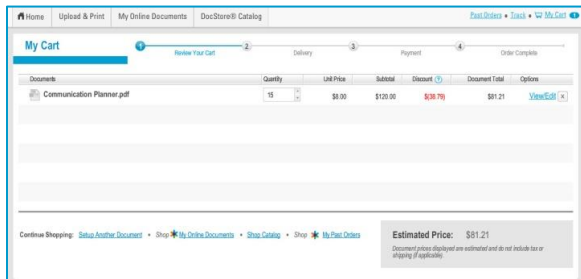 Home Upload & Print My Online Documents DocStore® Catalog Past Orders Track My Cart 1
My Cart 1 2 3 4
Review Your Cart Delivery Payment Order Complete
Documents Quantity Unit Price Subtotal Discount (?) Document Total Options
Communication Planner.pdf 15 $8.00 $120.00 $(38.79) $81.21 View/Edit x
Continue Shopping: Setup Another Document • Shop My Online Documents • Shop Catalog • Shop My Past Orders Estimated Price: $81.21
Document prices displayed are estimated and do not include tax or
shipping (if applicable).